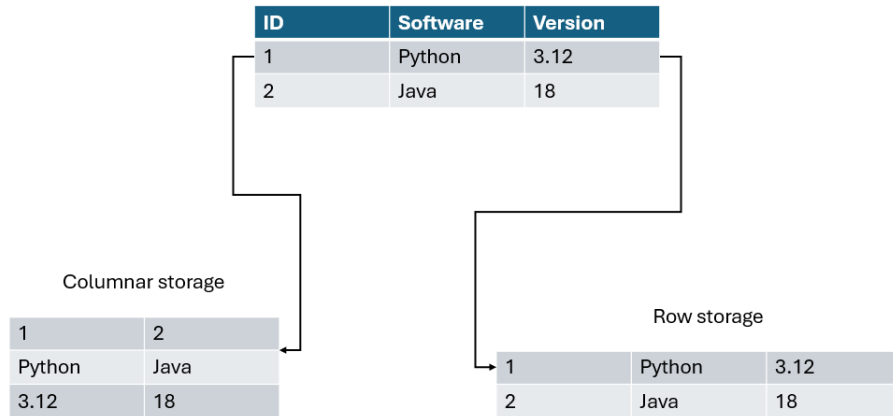 ID Software Version
1 Python 3.12
2 Java 18
Columnar storage
1 2
Python Java
3.12 18
Row storage
1 Python 3.12
2 Java 18